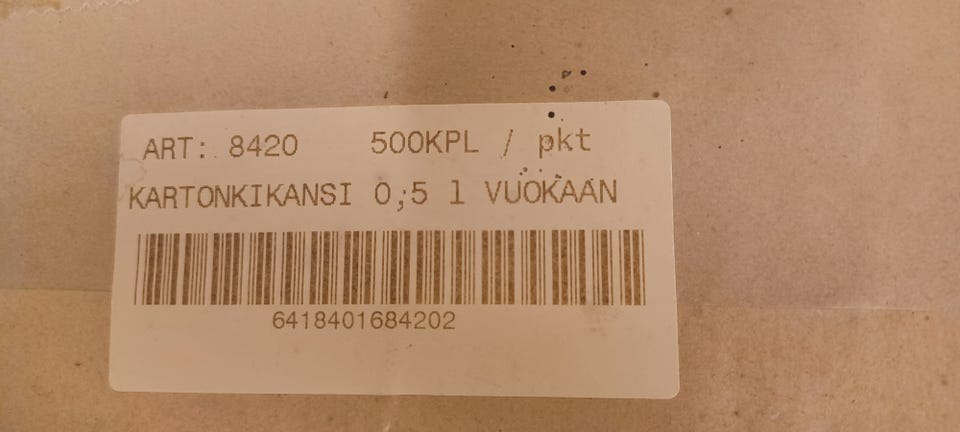 ART: 8420 500KPL / pkt
KARTONKIKANSI 0;5 l VUOKAAN
6418401684202